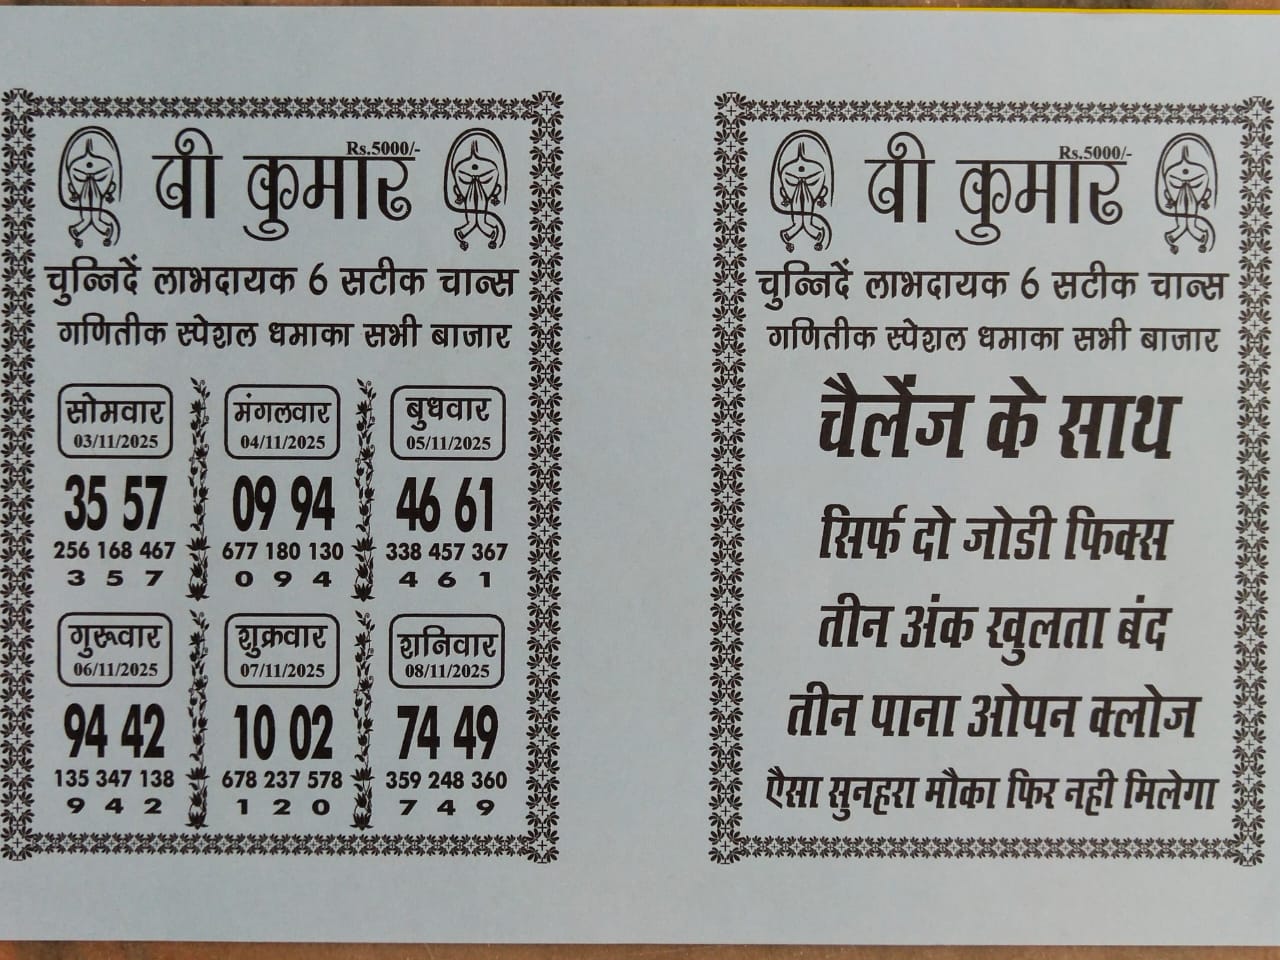 बी कुमार
Rs.5000/-
चुन्निदें लाभदायक 6 सटीक चान्स
गणितीक स्पेशल धमाका सभी बाजार
सोमवार
03/11/2025
35 57
256 168 467
3 5 7
मंगलवार
04/11/2025
09 94
677 180 130
0 9 4
बुधवार
05/11/2025
46 61
338 457 367
4 6 1
गुरूवार
06/11/2025
94 42
135 347 138
9 4 2
शुक्रवार
07/11/2025
10 02
678 237 578
1 2 0
शनिवार
08/11/2025
74 49
359 248 360
7 4 9
बी कुमार
Rs.5000/-
चुन्निदें लाभदायक 6 सटीक चान्स
गणितीक स्पेशल धमाका सभी बाजार
चैलेंज के साथ
सिर्फ दो जोडी फिक्स
तीन अंक खुलता बंद
तीन पाना ओपन क्लोज
एैसा सुनहरा मौका फिर नही मिलेगा